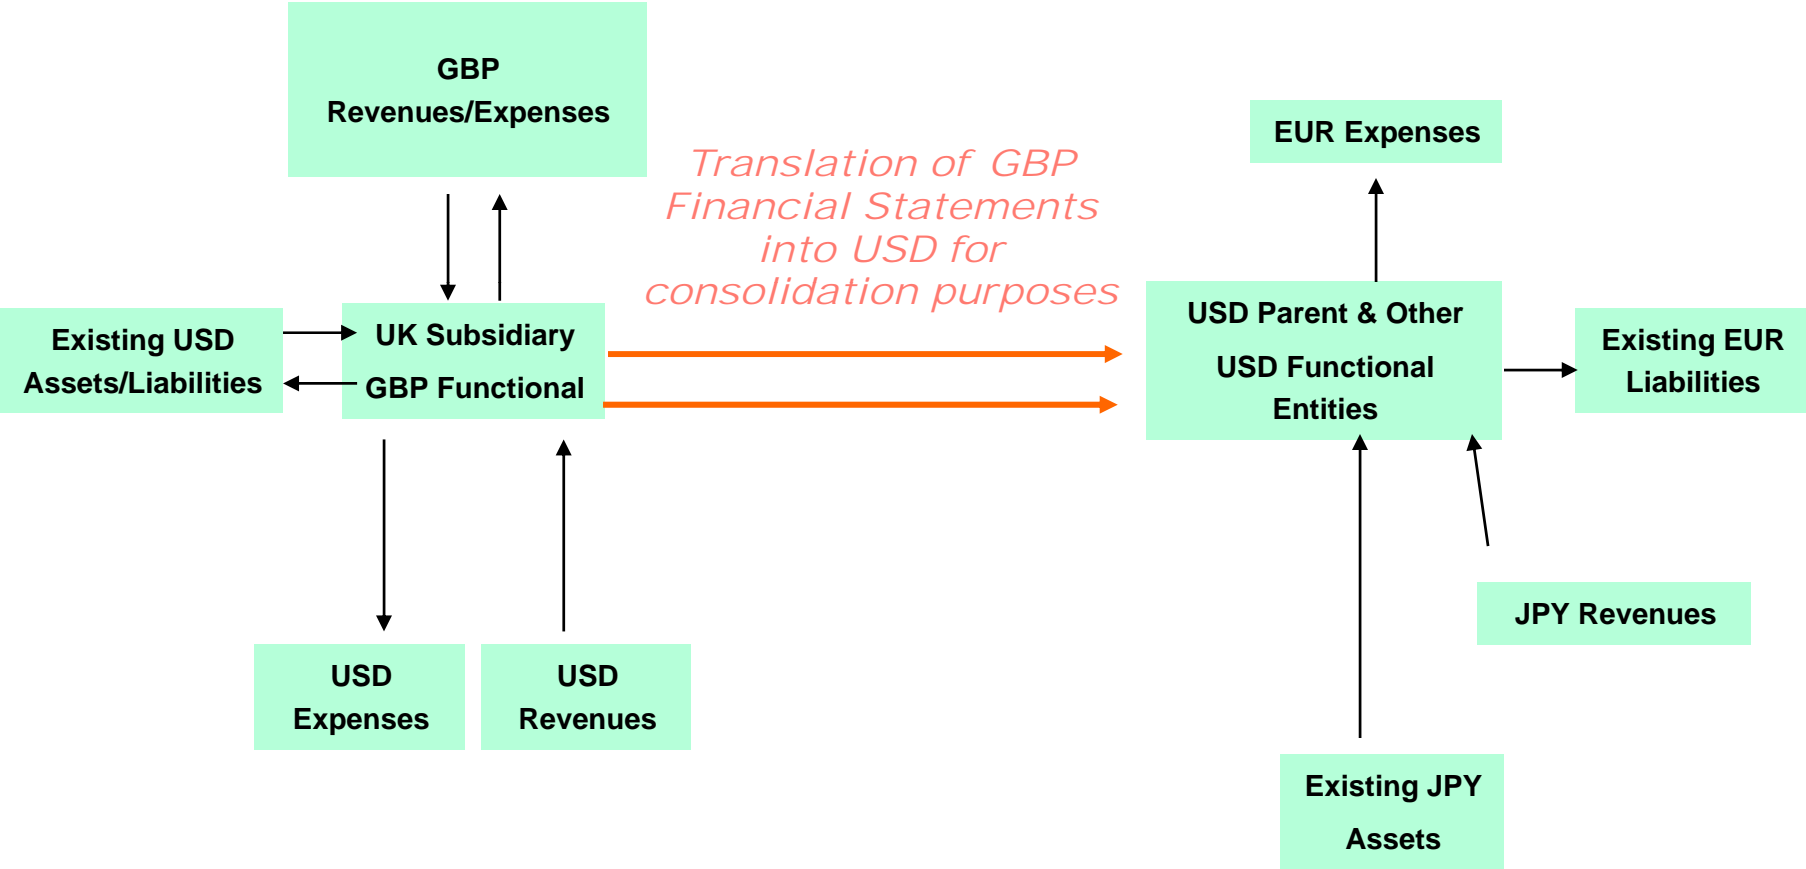 GBP
Revenues/Expenses
EUR Expenses
Translation of GBP
Financial Statements
into USD for
consolidation purposes
Existing USD
Assets/Liabilities
UK Subsidiary
GBP Functional
USD Parent & Other
USD Functional
Entities
Existing EUR
Liabilities
JPY Revenues
USD
Expenses
USD
Revenues
Existing JPY
Assets